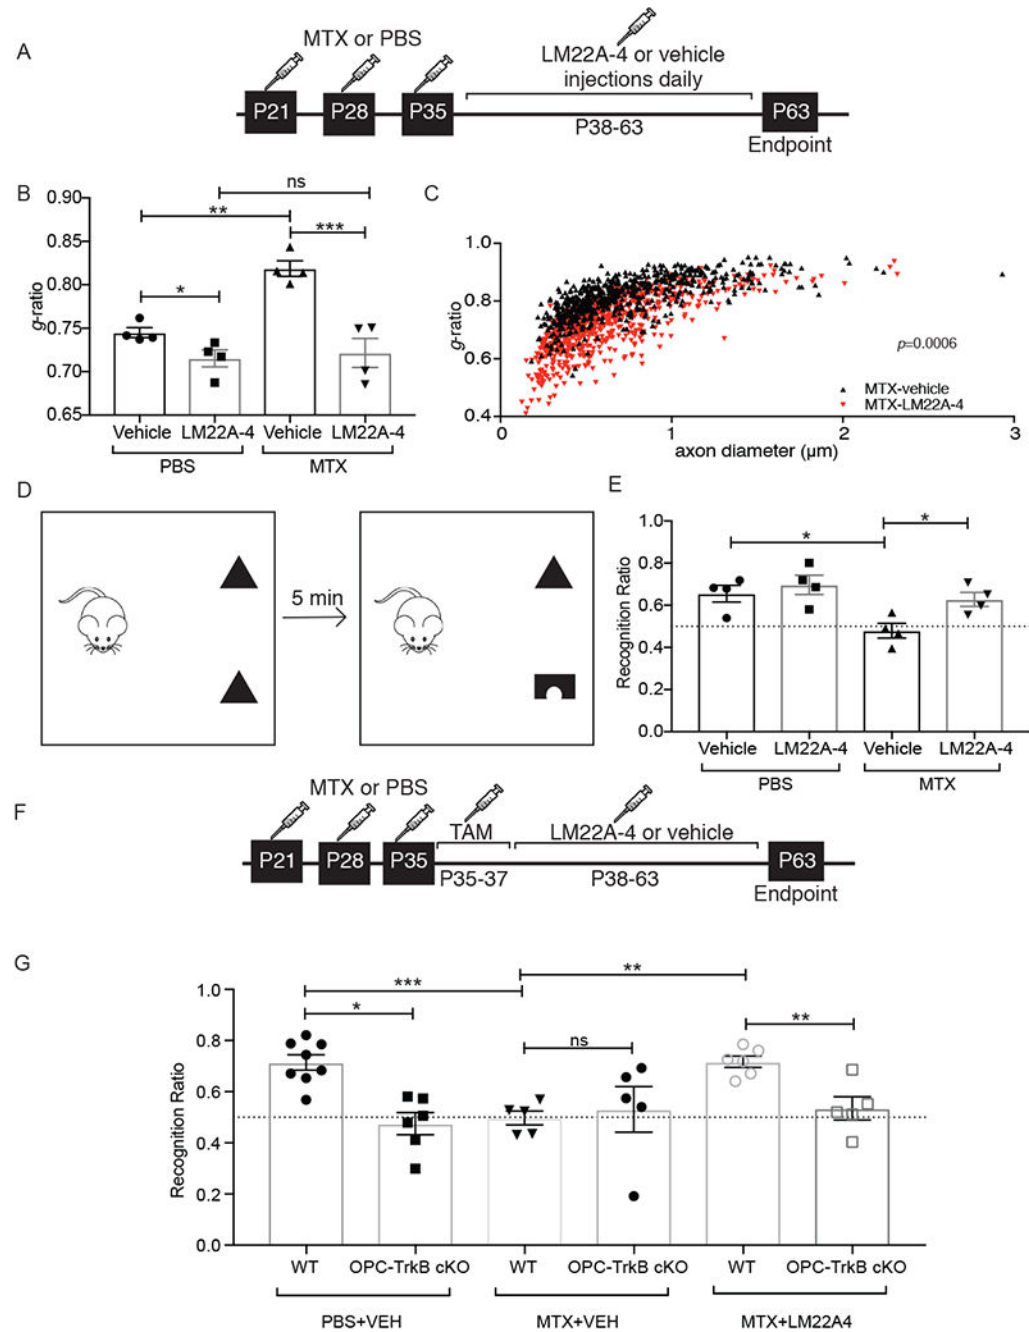 A
MTX or PBS
LM22A-4 or vehicle
injections daily
P21
P28
P35
P38-63
P63
Endpoint
B
g-ratio
0.90
0.85
0.80
0.75
0.70
0.65
ns
**
***
*
Vehicle LM22A-4 Vehicle LM22A-4
PBS MTX
C
g-ratio
1.0
0.8
0.6
0.4
p=0.0006
MTX-vehicle
MTX-LM22A-4
0 1 2 3
axon diameter (µm)
D
5 min
E
Recognition Ratio
1.0
0.8
0.6
0.4
0.2
0.0
*
*
Vehicle LM22A-4 Vehicle LM22A-4
PBS MTX
F
MTX or PBS
TAM
LM22A-4 or vehicle
P21
P28
P35
P35-37
P38-63
P63
Endpoint
G
Recognition Ratio
1.0
0.8
0.6
0.4
0.2
0.0
**
***
*
ns
**
WT OPC-TrkB cKO WT OPC-TrkB cKO WT OPC-TrkB cKO
PBS+VEH MTX+VEH MTX+LM22A4